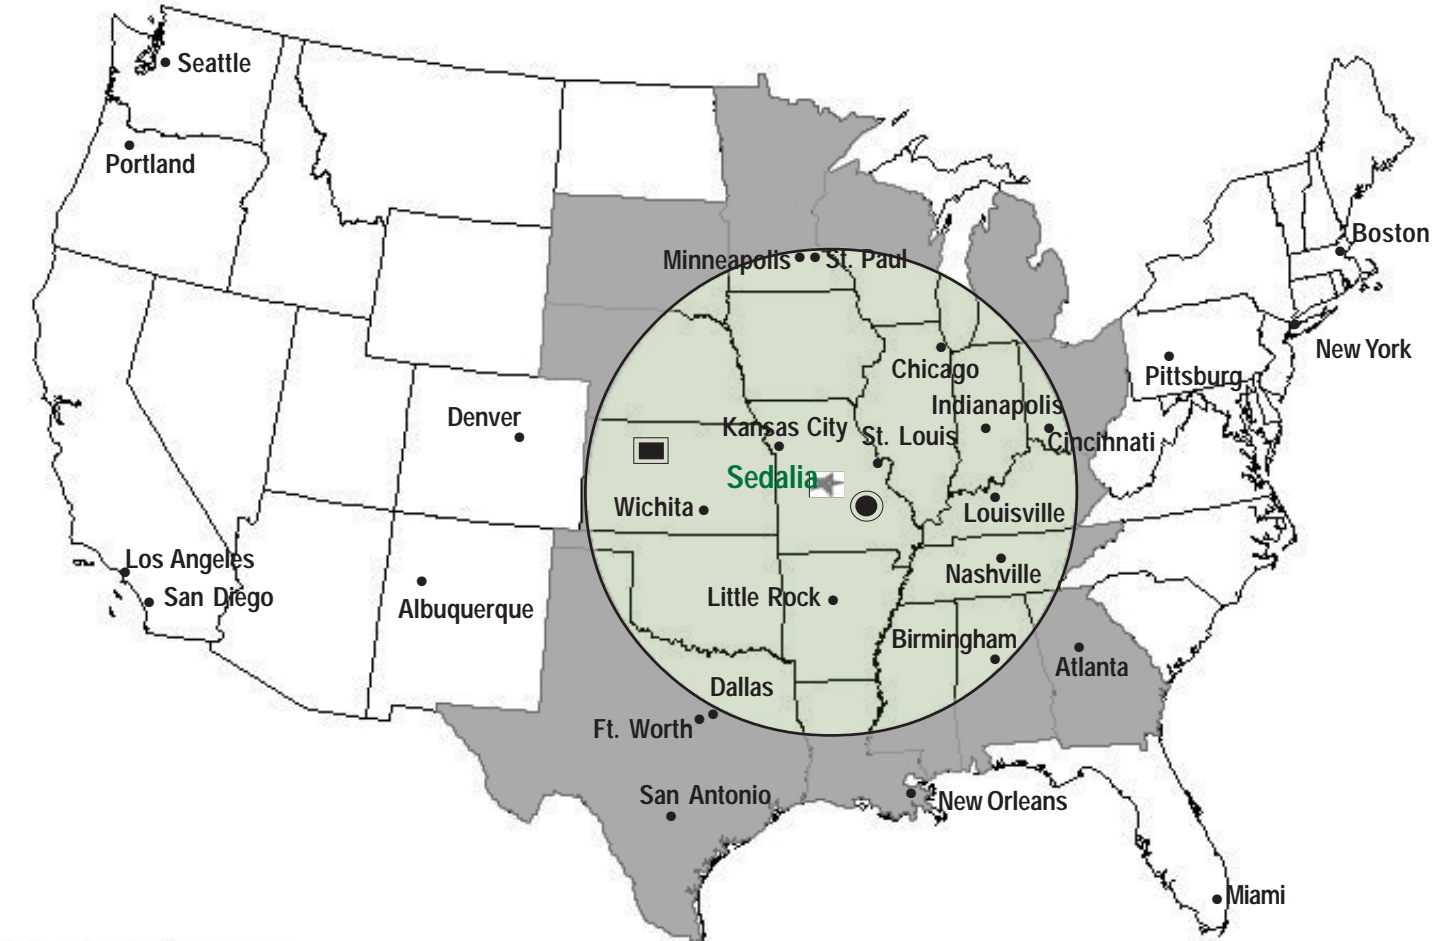 Seattle
Portland
Boston
Minneapolis
St. Paul
New York
Chicago
Pittsburg
Indianapolis
Denver
Kansas City
St. Louis
Cincinnati
Sedalia
Wichita
Louisville
Los Angeles
Nashville
San Diego
Albuquerque
Little Rock
Birmingham
Atlanta
Dallas
Ft. Worth
San Antonio
New Orleans
Miami